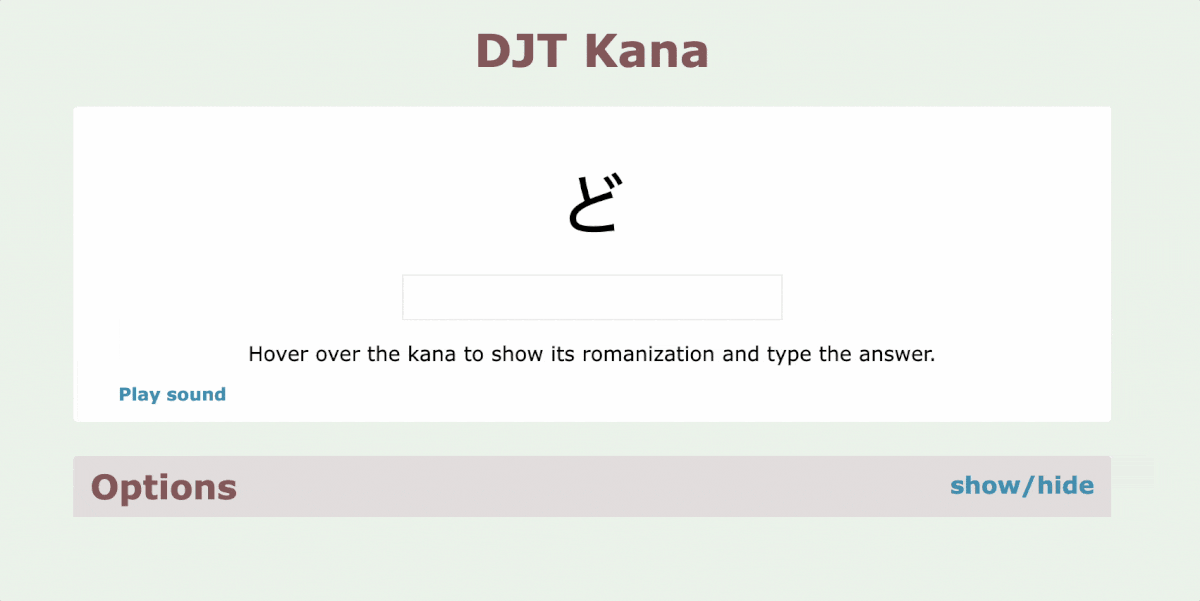 DJT Kana
ど
Hover over the kana to show its romanization and type the answer.
Play sound
Options
show/hide